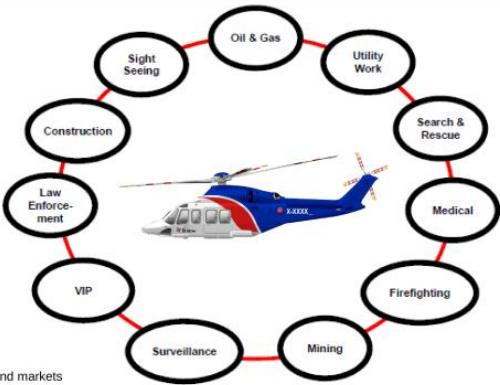 Oil & Gas
Utility
Work
Search &
Rescue
Medical
Firefighting
Mining
Surveillance
VIP
Law
Enforce-
ment
Construction
Sight
Seeing
X-XXXX
nd markets